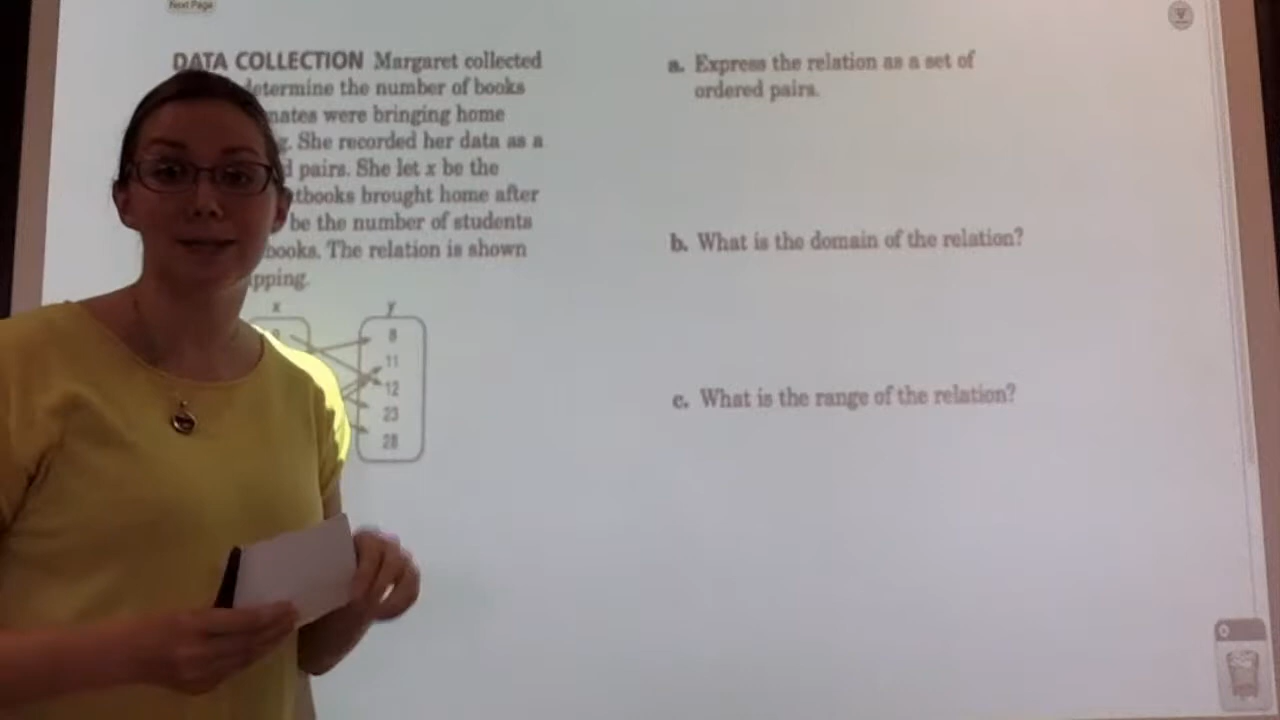 Next Page
DATA COLLECTION Margaret collected
etermine the number of books
mates were bringing home
She recorded her data as a
pairs. She let x be the
tbooks brought home after
be the number of students
books. The relation is shown
pping.
x y
8
11
12
23
28
a. Express the relation as a set of
ordered pairs.
b. What is the domain of the relation?
c. What is the range of the relation?